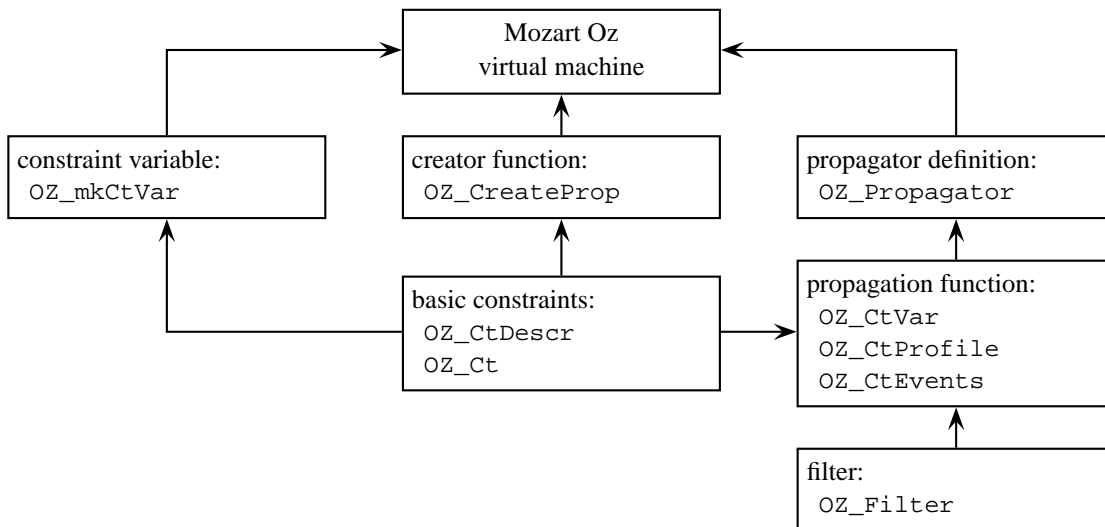 Mozart Oz
virtual machine
constraint variable:
OZ_mkCtVar
creator function:
OZ_CreateProp
propagator definition:
OZ_Propagator
basic constraints:
OZ_CtDescr
OZ_Ct
propagation function:
OZ_CtVar
OZ_CtProfile
OZ_CtEvents
filter:
OZ_Filter